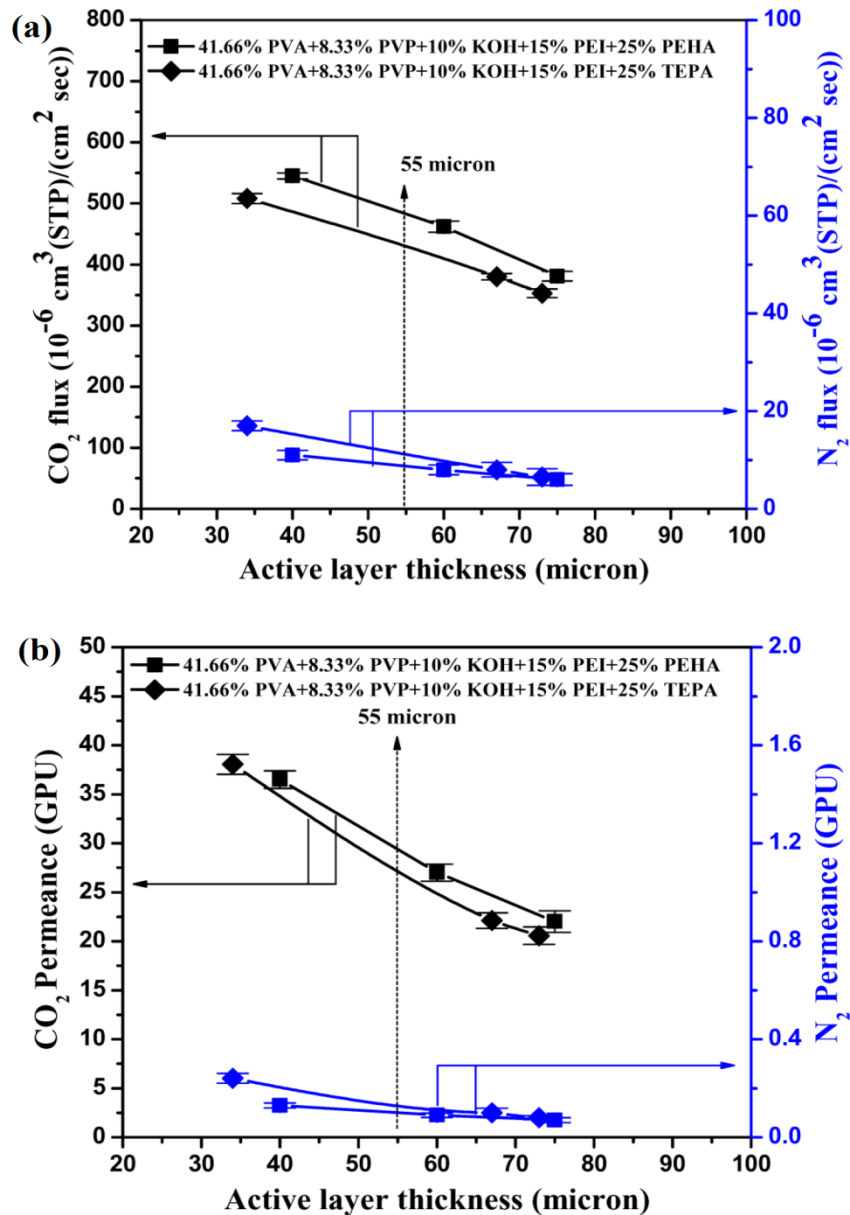 (a)
41.66% PVA+8.33% PVP+10% KOH+15% PEI+25% PEHA
41.66% PVA+8.33% PVP+10% KOH+15% PEI+25% TEPA
55 micron
CO₂ flux (10⁻⁶ cm³(STP)/(cm² sec))
800
700
600
500
400
300
200
100
0
100
80
60
40
20
0
N₂ flux (10⁻⁶ cm³(STP)/(cm² sec))
20 30 40 50 60 70 80 90 100
Active layer thickness (micron)
(b)
41.66% PVA+8.33% PVP+10% KOH+15% PEI+25% PEHA
41.66% PVA+8.33% PVP+10% KOH+15% PEI+25% TEPA
55 micron
CO₂ Permeance (GPU)
50
45
40
35
30
25
20
15
10
5
0
2.0
1.6
1.2
0.8
0.4
0.0
N₂ Permeance (GPU)
20 30 40 50 60 70 80 90 100
Active layer thickness (micron)